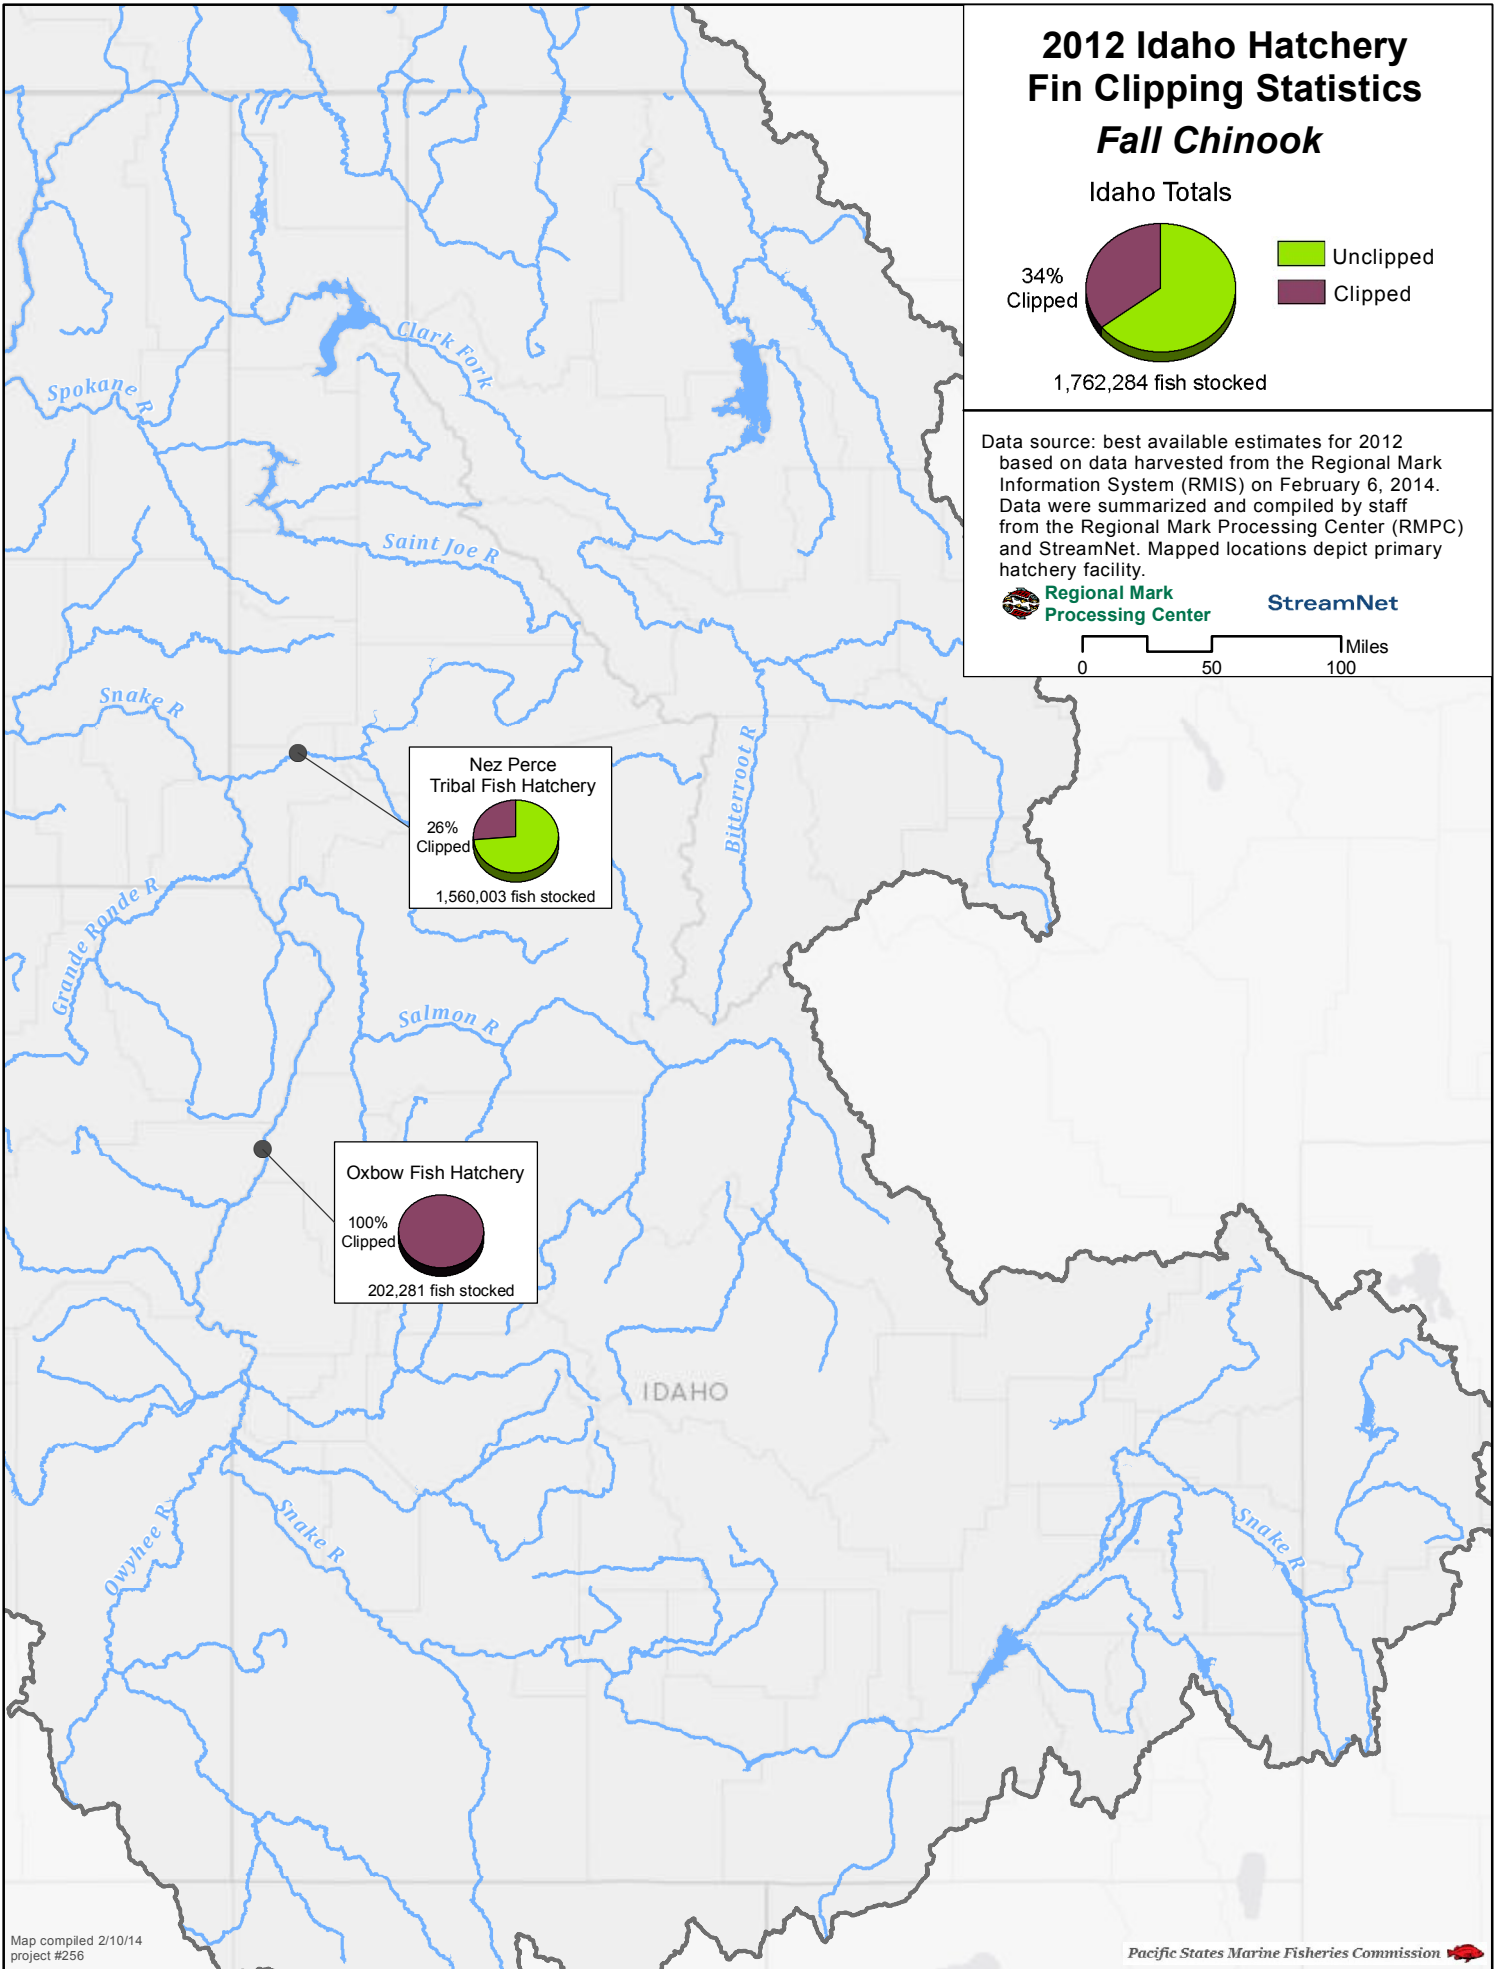 2012 Idaho Hatchery
Fin Clipping Statistics
Fall Chinook
Idaho Totals
34%
Clipped
Unclipped
Clipped
1,762,284 fish stocked
Data source: best available estimates for 2012
based on data harvested from the Regional Mark
Information System (RMIS) on February 6, 2014.
Data were summarized and compiled by staff
from the Regional Mark Processing Center (RMPC)
and StreamNet. Mapped locations depict primary
hatchery facility.
Regional Mark
Processing Center
StreamNet
Miles
0 50 100
Clark Fork
Spokane R
Saint Joe R
Snake R
Nez Perce
Tribal Fish Hatchery
26%
Clipped
1,560,003 fish stocked
Bitterroot R
Grande Ronde R
Salmon R
Oxbow Fish Hatchery
100%
Clipped
202,281 fish stocked
IDAHO
Owyhee R
Snake R
Snake R
Map compiled 2/10/14
project #256
Pacific States Marine Fisheries Commission